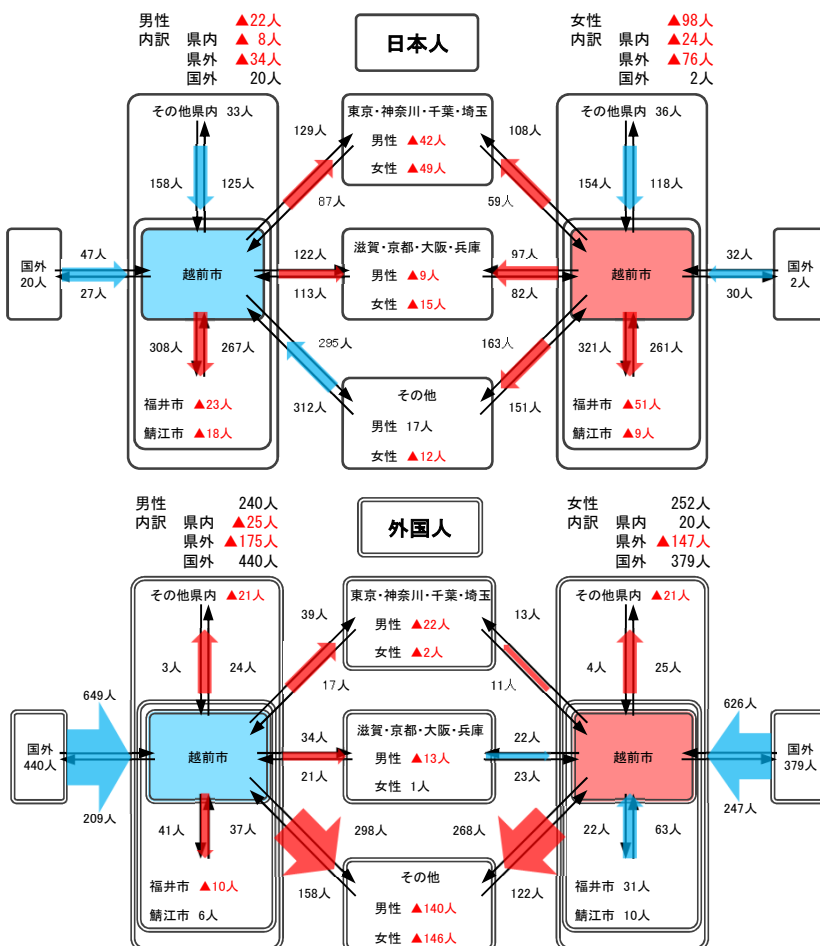 男性 ▲22人
内訳 県内 ▲ 8人
県外 ▲34人
国外 20人
日本人
女性 ▲98人
内訳 県内 ▲24人
県外 ▲76人
国外 2人
その他県内 33人
158人 125人
国外
20人
47人
27人
越前市
308人 267人
福井市 ▲23人
鯖江市 ▲18人
129人
87人
東京・神奈川・千葉・埼玉
男性 ▲42人
女性 ▲49人
108人
59人
122人
113人
滋賀・京都・大阪・兵庫
男性 ▲9人
女性 ▲15人
97人
82人
295人
312人
その他
男性 17人
女性 ▲12人
163人
151人
その他県内 36人
154人 118人
越前市
32人
30人
国外
2人
321人 261人
福井市 ▲51人
鯖江市 ▲9人
男性 240人
内訳 県内 ▲25人
県外 ▲175人
国外 440人
外国人
女性 252人
内訳 県内 20人
県外 ▲147人
国外 379人
その他県内 ▲21人
3人 24人
649人
国外
440人
209人
越前市
41人 37人
福井市 ▲10人
鯖江市 6人
39人
17人
東京・神奈川・千葉・埼玉
男性 ▲22人
女性 ▲2人
13人
11人
34人
21人
滋賀・京都・大阪・兵庫
男性 ▲13人
女性 1人
22人
23人
298人
158人
その他
男性 ▲140人
女性 ▲146人
268人
122人
その他県内 ▲21人
4人 25人
越前市
626人
国外
379人
247人
22人 63人
福井市 31人
鯖江市 10人